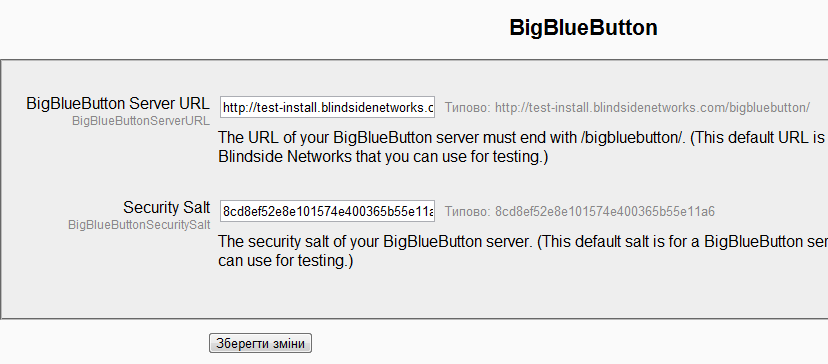 BigBlueButton
BigBlueButton Server URL http://test-install.blindsidenetworks.c Типово: http://test-install.blindsidenetworks.com/bigbluebutton/
BigBlueButtonServerURL
The URL of your BigBlueButton server must end with /bigbluebutton/. (This default URL is
Blindside Networks that you can use for testing.)
Security Salt 8cd8ef52e8e101574e400365b55e11a Типово: 8cd8ef52e8e101574e400365b55e11a6
BigBlueButtonSecuritySalt
The security salt of your BigBlueButton server. (This default salt is for a BigBlueButton ser
can use for testing.)
Зберегти зміни